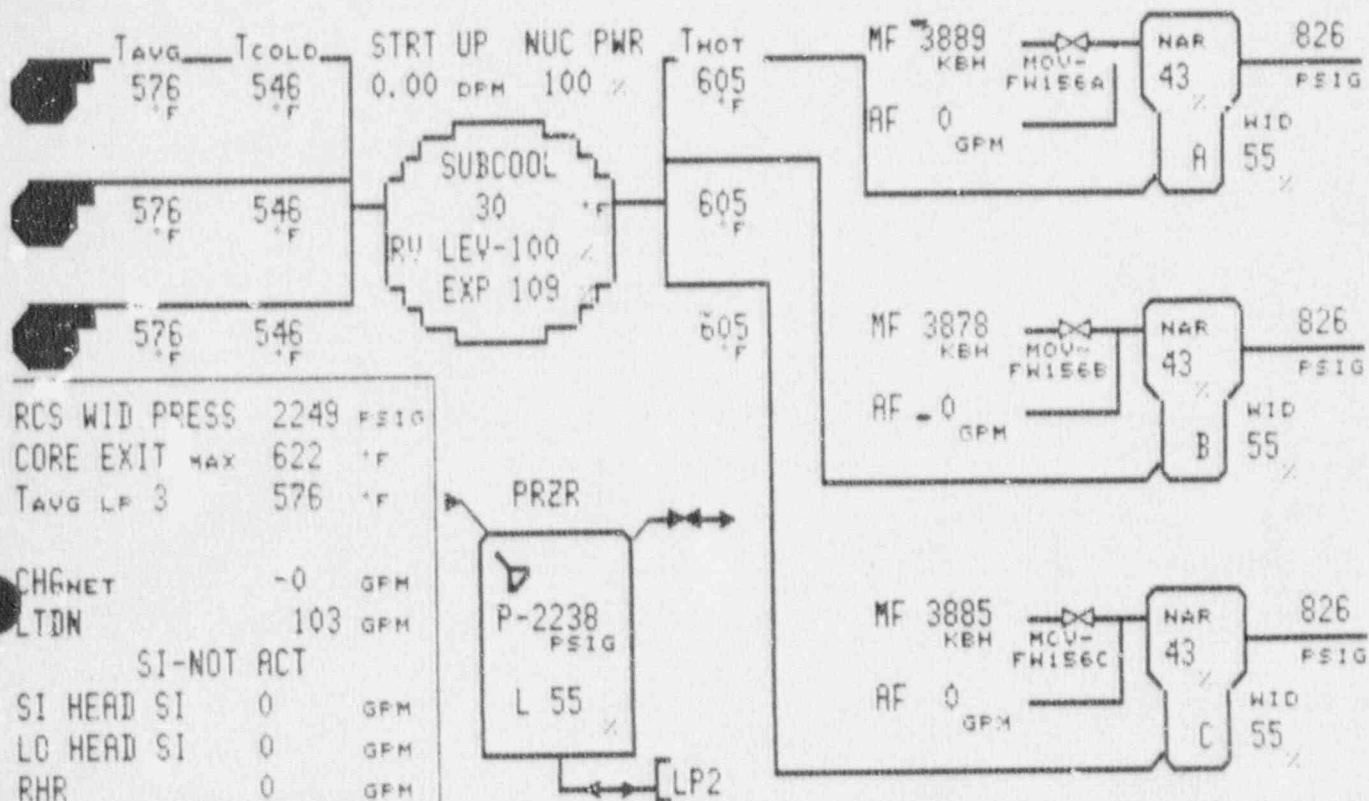 TAVG TCOLD STRT UP NUC PWR THOT
576 °F 546 °F 0.00 DPM 100 % 605 °F
576 °F 546 °F 605 °F
576 °F 546 °F 605 °F
SUBCOOL
30 °F
RV LEV-100 %
EXP 109 %
MF 3889 KBH
MOV-FW156A
AF 0 GPM
NAR
43 %
A
826 PSIG
WID
55 %
MF 3878 KBH
MOV-FW156B
AF 0 GPM
NAR
43 %
B
826 PSIG
WID
55 %
MF 3885 KBH
MOV-FW156C
AF 0 GPM
NAR
43 %
C
826 PSIG
WID
55 %
RCS WID PRESS 2249 PSIG
CORE EXIT MAX 622 °F
TAVG LP 3 576 °F
CHGNET -0 GPM
LTDN 103 GPM
SI-NOT ACT
SI HEAD SI 0 GPM
LO HEAD SI 0 GPM
RHR 0 GPM
PRZR
P-2238
PSIG
L 55 %
LP2